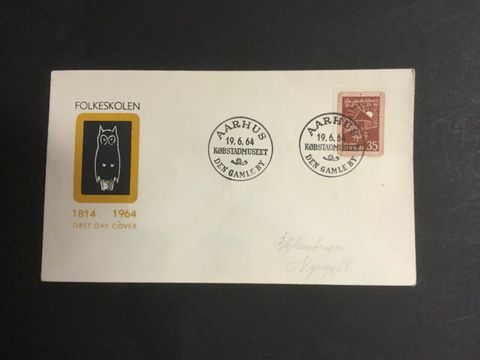 FOLKESKOLEN
1814 1964
FIRST DAY COVER
AARHUS
19.6.64
KØBSTADMUSEET
DEN GAMLE BY
AARHUS
19.6.6
KØBSTADMUSEET
DEN GAMLE BY
35